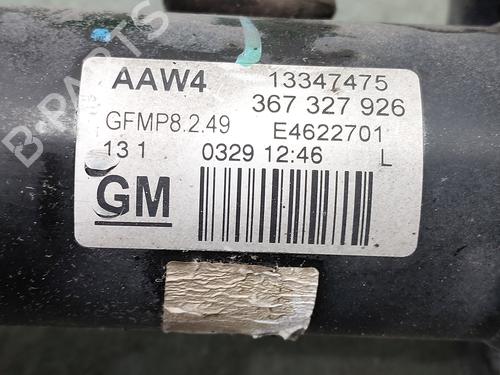 B-PARTS
AAW4 13347475
367 327 926
GFMP8.2.49 E4622701
13 1 0329 12:46 L
GM